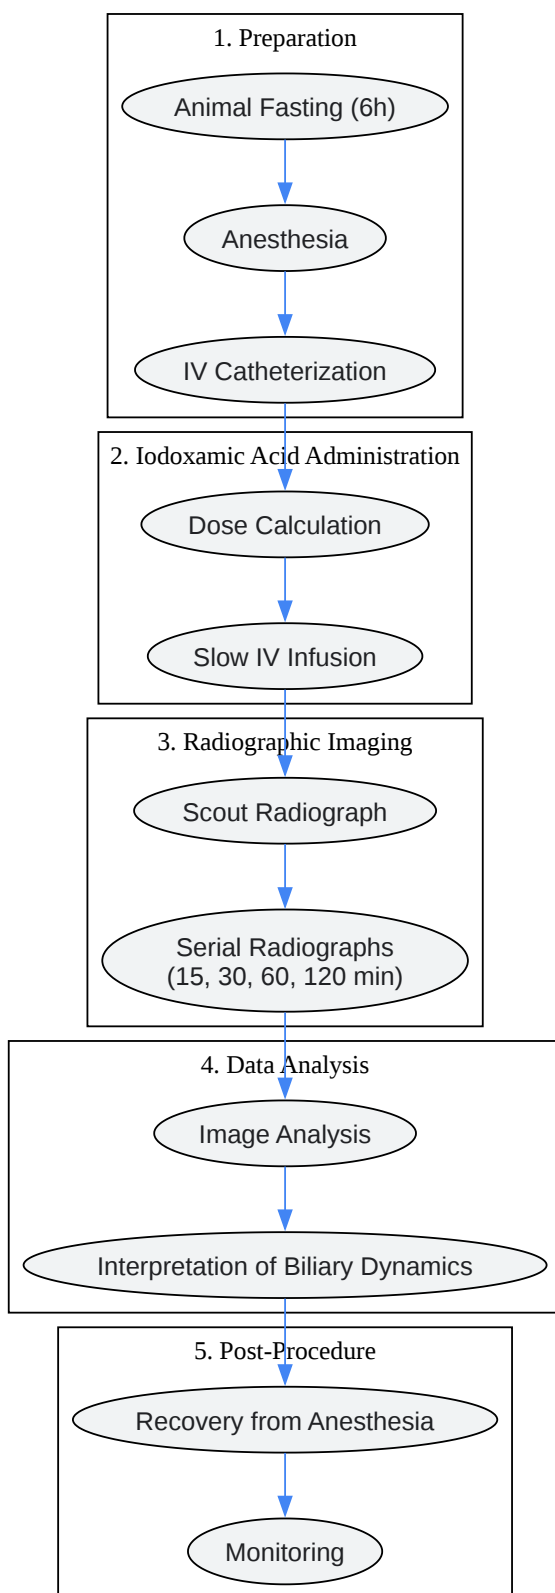 1. Preparation
Animal Fasting (6h)
Anesthesia
IV Catheterization
2. Iodoxamic Acid Administration
Dose Calculation
Slow IV Infusion
3. Radiographic Imaging
Scout Radiograph
Serial Radiographs
(15, 30, 60, 120 min)
4. Data Analysis
Image Analysis
Interpretation of Biliary Dynamics
5. Post-Procedure
Recovery from Anesthesia
Monitoring